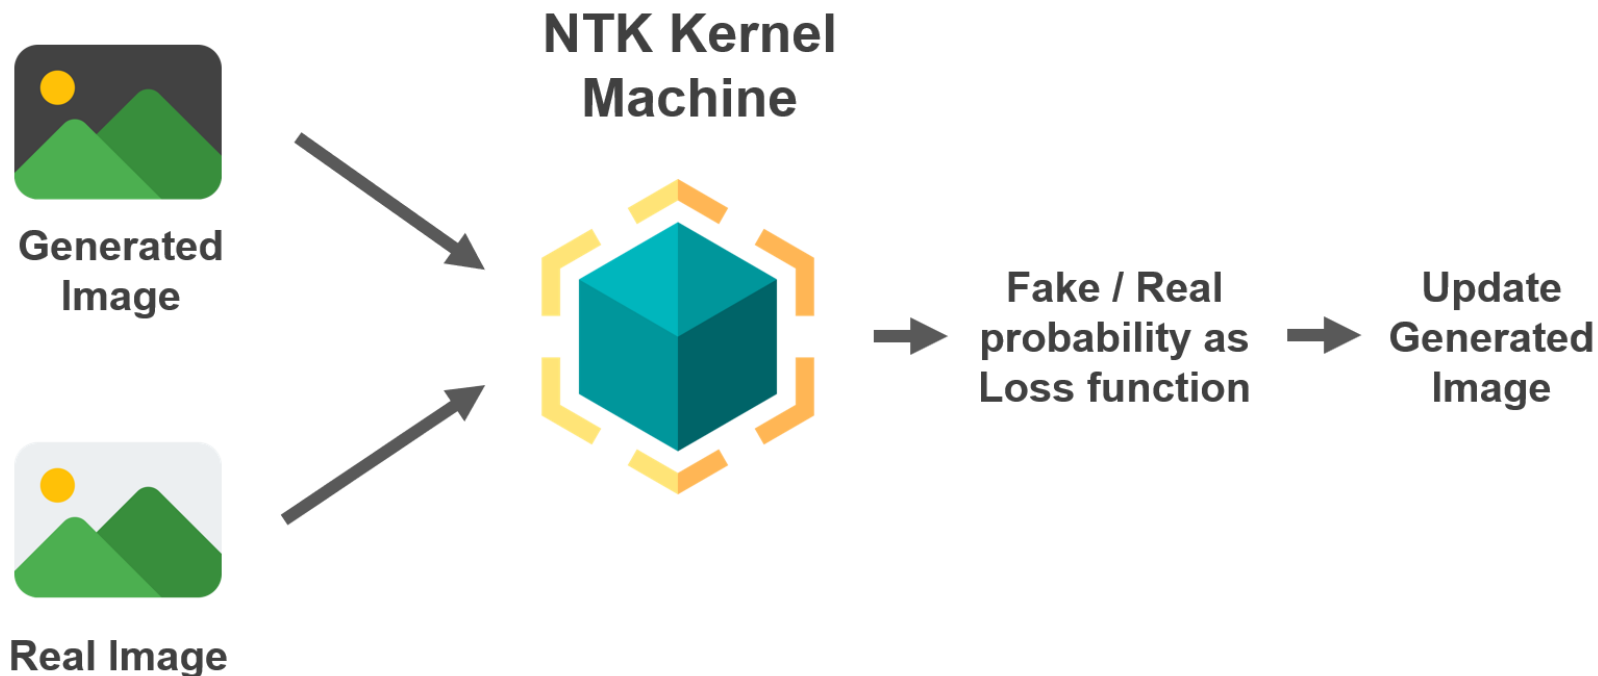 NTK Kernel
Machine
Generated
Image
Real Image
Fake / Real
probability as
Loss function
Update
Generated
Image